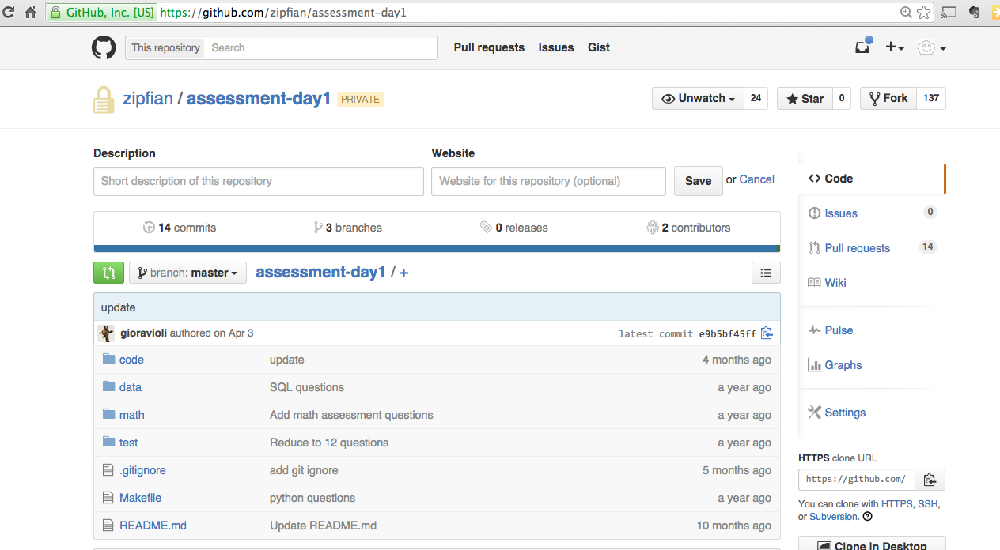 GitHub, Inc. [US] https://github.com/zipfian/assessment-day1
This repository Search Pull requests Issues Gist
zipfian / assessment-day1 PRIVATE
Unwatch 24 Star 0 Fork 137
Description Website
Short description of this repository Website for this repository (optional) Save or Cancel
14 commits 3 branches 0 releases 2 contributors
branch: master assessment-day1 / +
update
gioravioli authored on Apr 3 latest commit e9b5bf45ff
code update 4 months ago
data SQL questions a year ago
math Add math assessment questions a year ago
test Reduce to 12 questions a year ago
.gitignore add git ignore 5 months ago
Makefile python questions a year ago
README.md Update README.md 10 months ago
Code
Issues 0
Pull requests 14
Wiki
Pulse
Graphs
Settings
HTTPS clone URL
https://github.com/
You can clone with HTTPS, SSH,
or Subversion.
Clone in Desktop